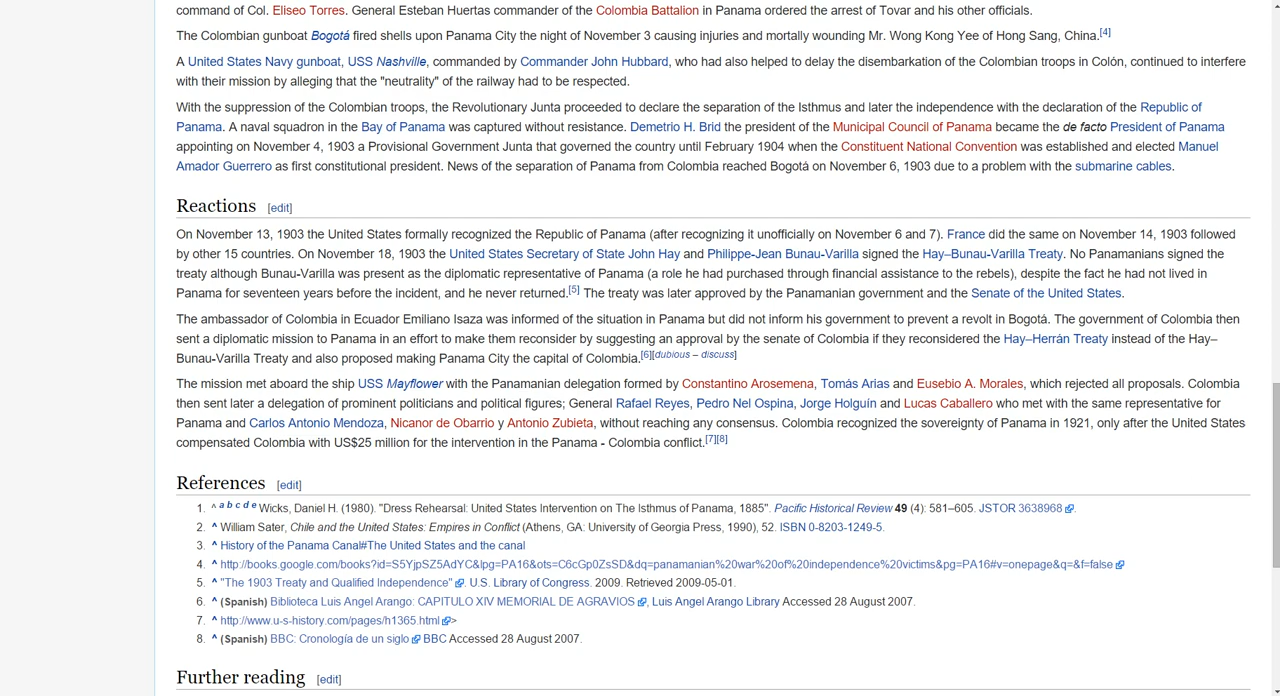 command of Col. Eliseo Torres. General Esteban Huertas commander of the Colombia Battalion in Panama ordered the arrest of Tovar and his other officials.
The Colombian gunboat Bogotá fired shells upon Panama City the night of November 3 causing injuries and mortally wounding Mr. Wong Kong Yee of Hong Sang, China.[4]
A United States Navy gunboat, USS Nashville, commanded by Commander John Hubbard, who had also helped to delay the disembarkation of the Colombian troops in Colón, continued to interfere
with their mission by alleging that the "neutrality" of the railway had to be respected.
With the suppression of the Colombian troops, the Revolutionary Junta proceeded to declare the separation of the Isthmus and later the independence with the declaration of the Republic of
Panama. A naval squadron in the Bay of Panama was captured without resistance. Demetrio H. Brid the president of the Municipal Council of Panama became the de facto President of Panama
appointing on November 4, 1903 a Provisional Government Junta that governed the country until February 1904 when the Constituent National Convention was established and elected Manuel
Amador Guerrero as first constitutional president. News of the separation of Panama from Colombia reached Bogotá on November 6, 1903 due to a problem with the submarine cables.
Reactions [edit]
On November 13, 1903 the United States formally recognized the Republic of Panama (after recognizing it unofficially on November 6 and 7). France did the same on November 14, 1903 followed
by other 15 countries. On November 18, 1903 the United States Secretary of State John Hay and Philippe-Jean Bunau-Varilla signed the Hay–Bunau-Varilla Treaty. No Panamanians signed the
treaty although Bunau-Varilla was present as the diplomatic representative of Panama (a role he had purchased through financial assistance to the rebels), despite the fact he had not lived in
Panama for seventeen years before the incident, and he never returned.[5] The treaty was later approved by the Panamanian government and the Senate of the United States.
The ambassador of Colombia in Ecuador Emiliano Isaza was informed of the situation in Panama but did not inform his government to prevent a revolt in Bogotá. The government of Colombia then
sent a diplomatic mission to Panama in an effort to make them reconsider by suggesting an approval by the senate of Colombia if they reconsidered the Hay–Herrán Treaty instead of the Hay–
Bunau-Varilla Treaty and also proposed making Panama City the capital of Colombia.[6][dubious – discuss]
The mission met aboard the ship USS Mayflower with the Panamanian delegation formed by Constantino Arosemena, Tomás Arias and Eusebio A. Morales, which rejected all proposals. Colombia
then sent later a delegation of prominent politicians and political figures; General Rafael Reyes, Pedro Nel Ospina, Jorge Holguín and Lucas Caballero who met with the same representative for
Panama and Carlos Antonio Mendoza, Nicanor de Obarrio y Antonio Zubieta, without reaching any consensus. Colombia recognized the sovereignty of Panama in 1921, only after the United States
compensated Colombia with US$25 million for the intervention in the Panama - Colombia conflict.[7][8]
References [edit]
1. ^ a b c d e Wicks, Daniel H. (1980). "Dress Rehearsal: United States Intervention on The Isthmus of Panama, 1885". Pacific Historical Review 49 (4): 581–605. JSTOR 3638968.
2. ^ William Sater, Chile and the United States: Empires in Conflict (Athens, GA: University of Georgia Press, 1990), 52. ISBN 0-8203-1249-5.
3. ^ History of the Panama Canal#The United States and the canal
4. ^ http://books.google.com/books?id=S5YjpSZ5AdYC&lpg=PA16&ots=C6cGp0ZsSD&dq=panamanian%20war%20of%20independence%20victims&pg=PA16#v=onepage&q=&f=false
5. ^ "The 1903 Treaty and Qualified Independence". U.S. Library of Congress. 2009. Retrieved 2009-05-01.
6. ^ (Spanish) Biblioteca Luis Angel Arango: CAPITULO XIV MEMORIAL DE AGRAVIOS, Luis Angel Arango Library Accessed 28 August 2007.
7. ^ http://www.u-s-history.com/pages/h1365.html>
8. ^ (Spanish) BBC: Cronología de un siglo BBC Accessed 28 August 2007.
Further reading [edit]